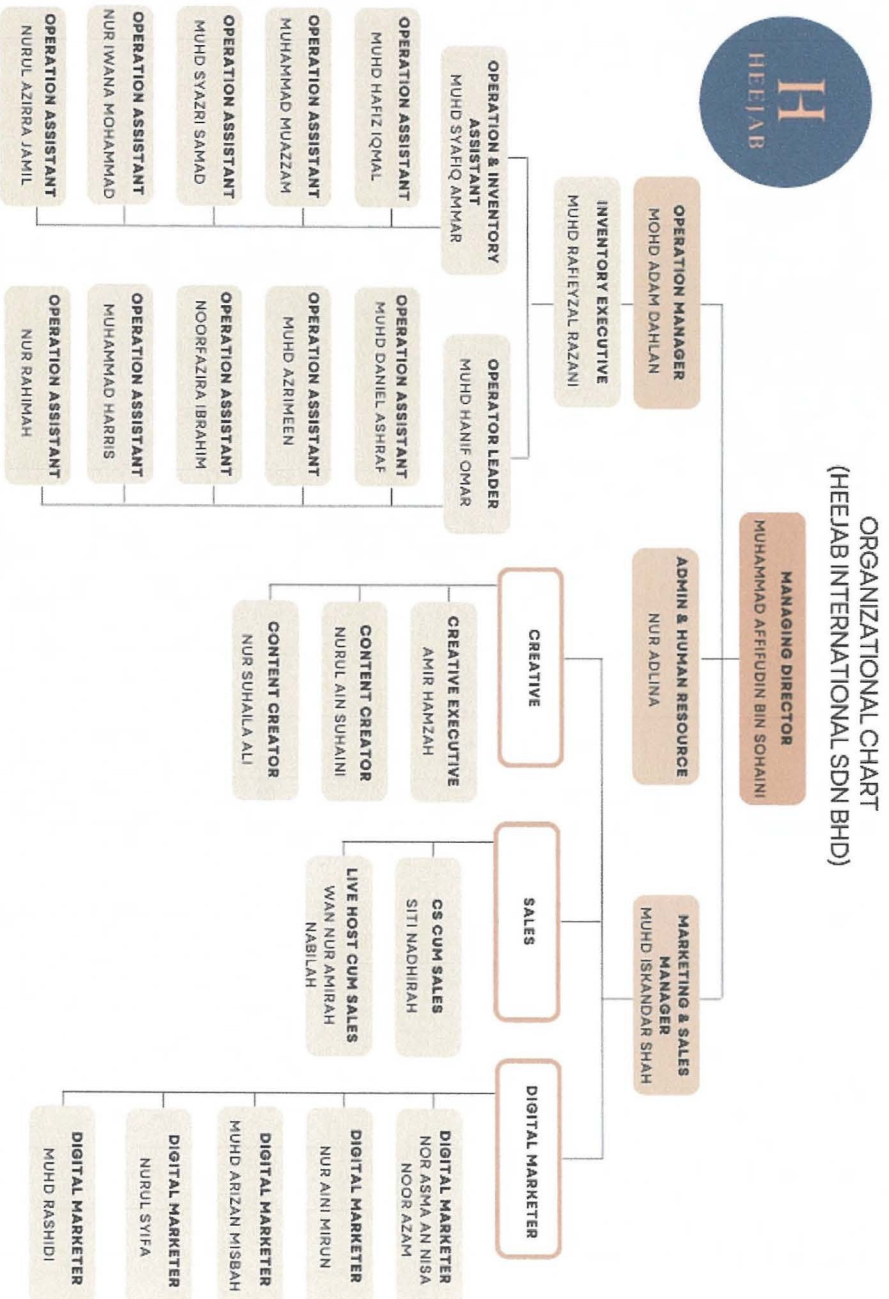 H
HEEJAB
ORGANIZATIONAL CHART
(HEEJAB INTERNATIONAL SDN BHD)
MANAGING DIRECTOR
MUHAMMAD AFFIFUDIN BIN SOHAINI
OPERATION MANAGER
MOHD ADAM DAHLAN
ADMIN & HUMAN RESOURCE
NUR ADLINA
MARKETING & SALES
MANAGER
MUHD ISKANDAR SHAH
INVENTORY EXECUTIVE
MUHD RAFIEYZAL RAZANI
OPERATION & INVENTORY
ASSISTANT
MUHD SYAFIQ AMMAR
OPERATION ASSISTANT
MUHD HAFIZ IQMAL
OPERATION ASSISTANT
MUHAMMAD MUAZZAM
OPERATION ASSISTANT
MUHD SYAZRI SAMAD
OPERATION ASSISTANT
NUR IWANA MOHAMMAD
OPERATION ASSISTANT
NURUL AZIRRA JAMIL
OPERATOR LEADER
MUHD HANIF OMAR
OPERATION ASSISTANT
MUHD DANIEL ASHRAF
OPERATION ASSISTANT
MUHD AZRIMEEN
OPERATION ASSISTANT
NOORFAZIRA IBRAHIM
OPERATION ASSISTANT
MUHAMMAD HARRIS
OPERATION ASSISTANT
NUR RAHIMAH
CREATIVE
CREATIVE EXECUTIVE
AMIR HAMZAH
CONTENT CREATOR
NURUL AIN SUHAINI
CONTENT CREATOR
NUR SUHAILA ALI
SALES
CS CUM SALES
SITI NADHIRAH
LIVE HOST CUM SALES
WAN NUR AMIRAH
NABILAH
DIGITAL MARKETER
DIGITAL MARKETER
NOR ASMA AN NISA
NOOR AZAM
DIGITAL MARKETER
NUR AINI MIRUN
DIGITAL MARKETER
MUHD ARIZAN MISBAH
DIGITAL MARKETER
NURUL SYIFA
DIGITAL MARKETER
MUHD RASHIDI